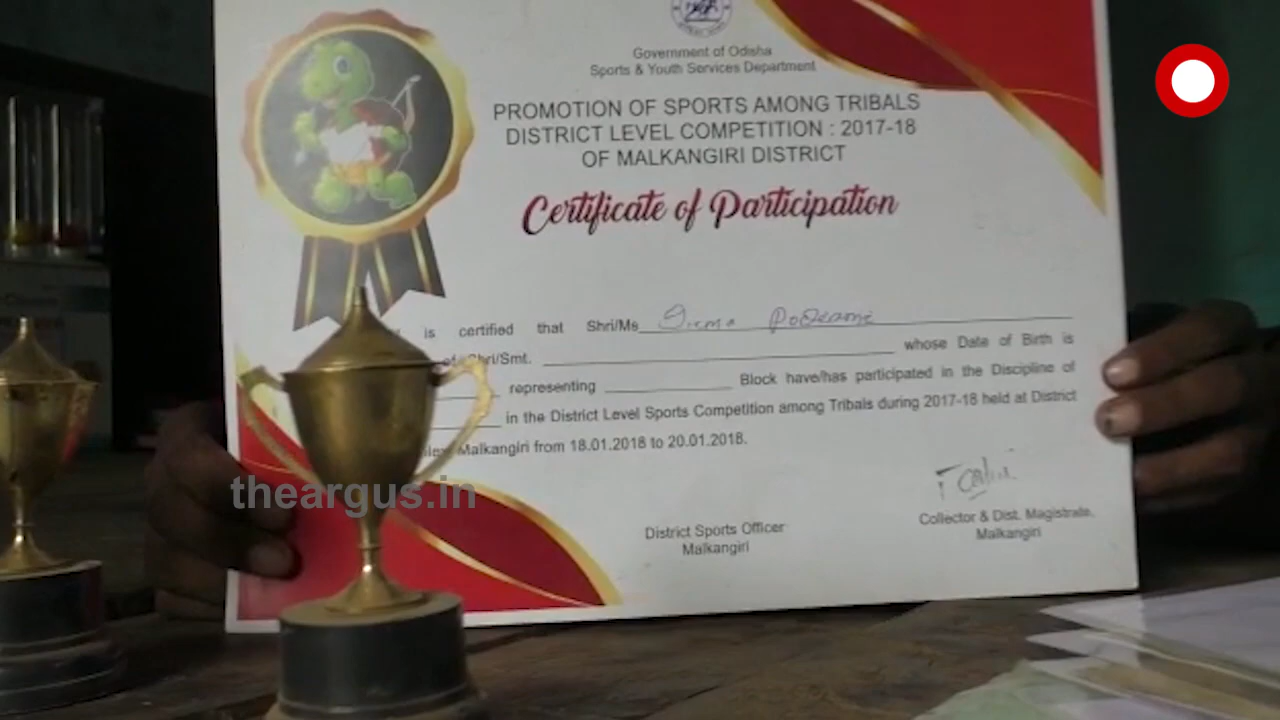 Government of Odisha
Sports & Youth Services Department
PROMOTION OF SPORTS AMONG TRIBALS
DISTRICT LEVEL COMPETITION : 2017-18
OF MALKANGIRI DISTRICT
Certificate of Participation
is certified that Shri/Ms
of Shri/Smt. whose Date of Birth is
representing Block have/has participated in the Discipline of
in the District Level Sports Competition among Tribals during 2017-18 held at District
Malkangiri from 18.01.2018 to 20.01.2018.
theargus.in
District Sports Officer
Malkangiri
Collector & Dist. Magistrate,
Malkangiri